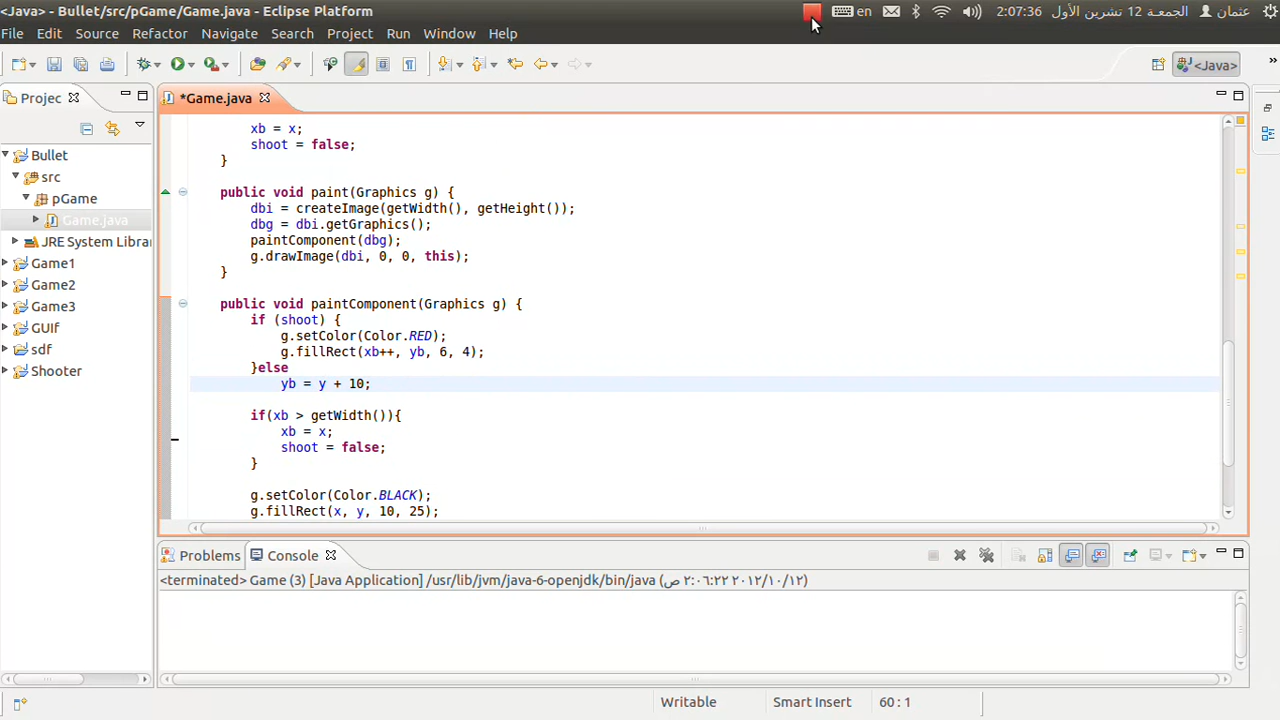 <Java> - Bullet/src/pGame/Game.java - Eclipse Platform
en
2:07:36 الجمعة 12 تشرين الأول
عثمان
File Edit Source Refactor Navigate Search Project Run Window Help
<Java>
»
Projec
*Game.java
Bullet
src
pGame
Game.java
JRE System Libra
Game1
Game2
Game3
GUIf
sdf
Shooter
xb = x;
shoot = false;
}
public void paint(Graphics g) {
dbi = createImage(getWidth(), getHeight());
dbg = dbi.getGraphics();
paintComponent(dbg);
g.drawImage(dbi, 0, 0, this);
}
public void paintComponent(Graphics g) {
if (shoot) {
g.setColor(Color.RED);
g.fillRect(xb++, yb, 6, 4);
}else
yb = y + 10;
if(xb > getWidth()){
xb = x;
shoot = false;
}
g.setColor(Color.BLACK);
g.fillRect(x, y, 10, 25);
Problems Console
<terminated> Game (3) [Java Application] /usr/lib/jvm/java-6-openjdk/bin/java (٢٠١٢/١٠/١٢ ٢:٠٦:٢٢ ص)
Writable Smart Insert 60 : 1